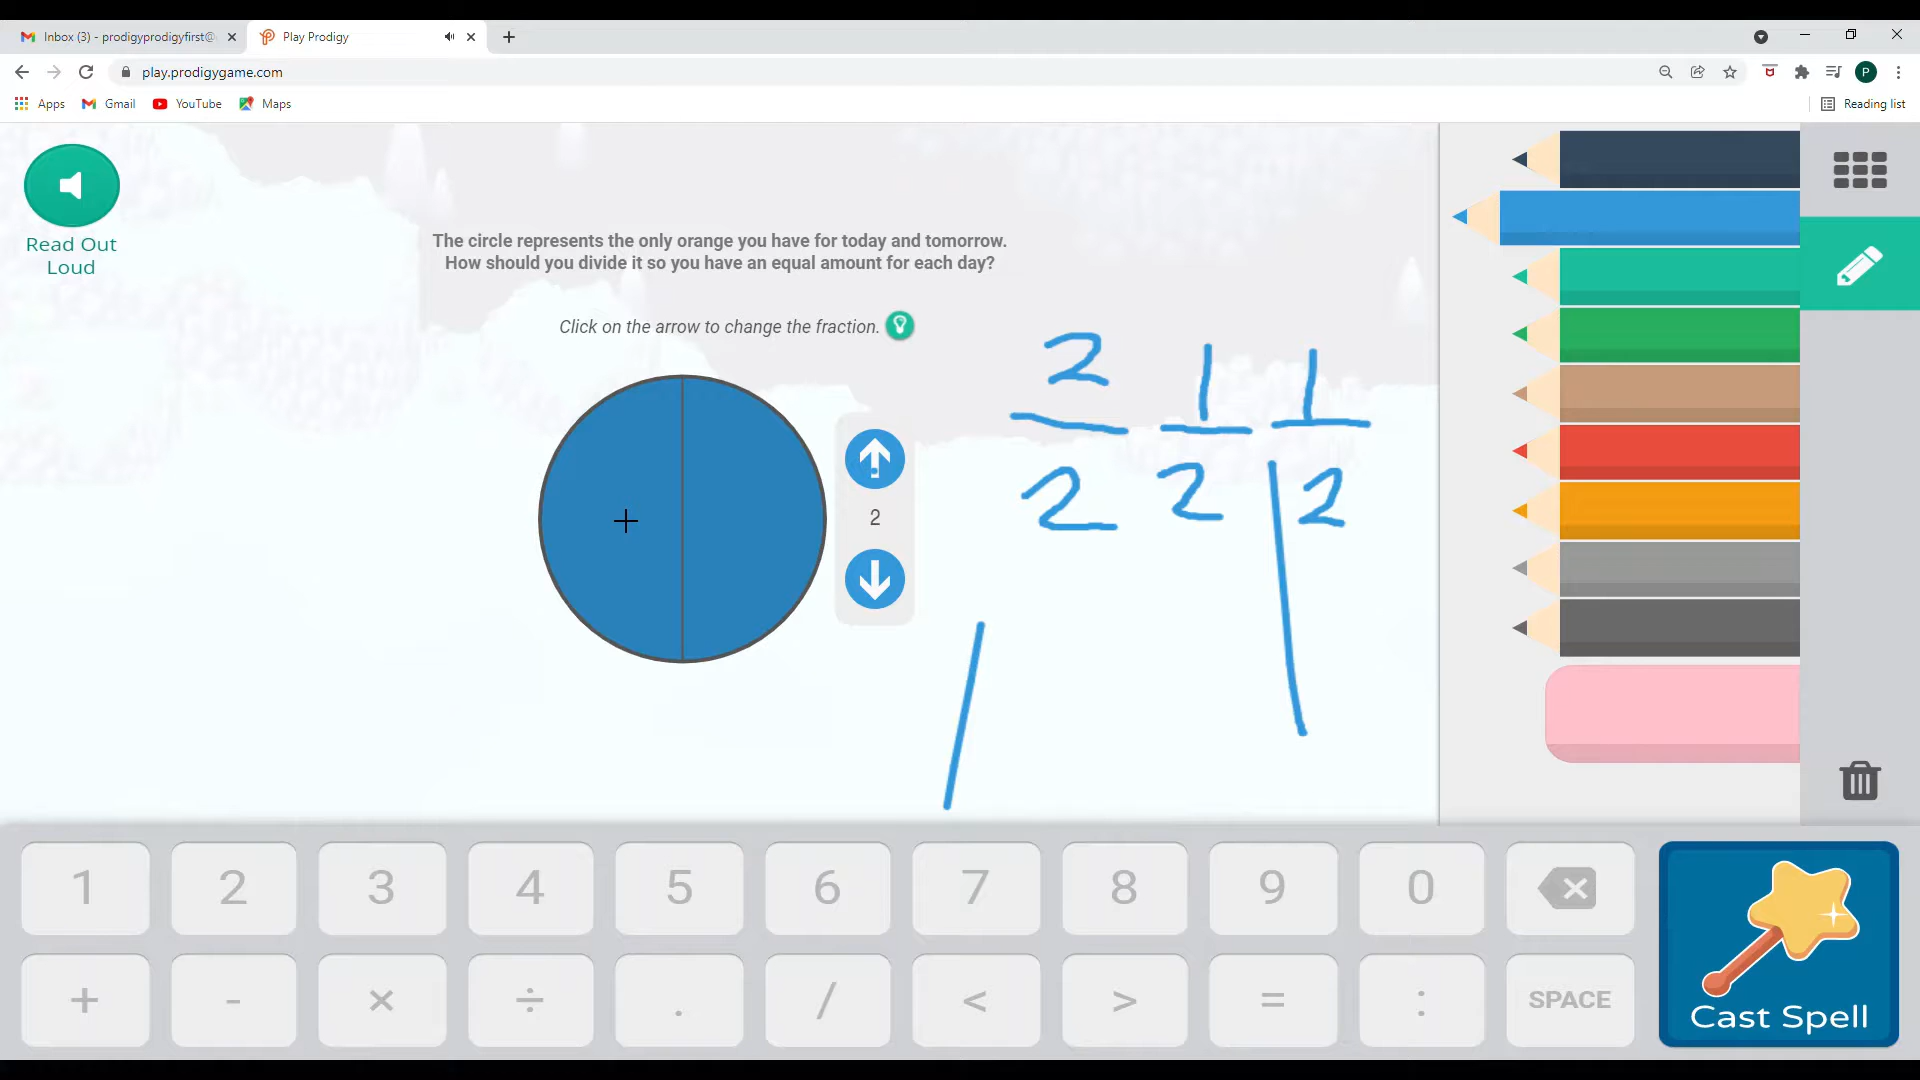 Inbox (3) - prodigyprodigyfirst@
Play Prodigy
play.prodigygame.com
P
Apps
Gmail
YouTube
Maps
Reading list
Read Out
Loud
The circle represents the only orange you have for today and tomorrow.
How should you divide it so you have an equal amount for each day?
Click on the arrow to change the fraction.
2
2 1 1
2 2 2
1 2 3 4 5 6 7 8 9 0
+ - × ÷ . / < > = : SPACE
Cast Spell